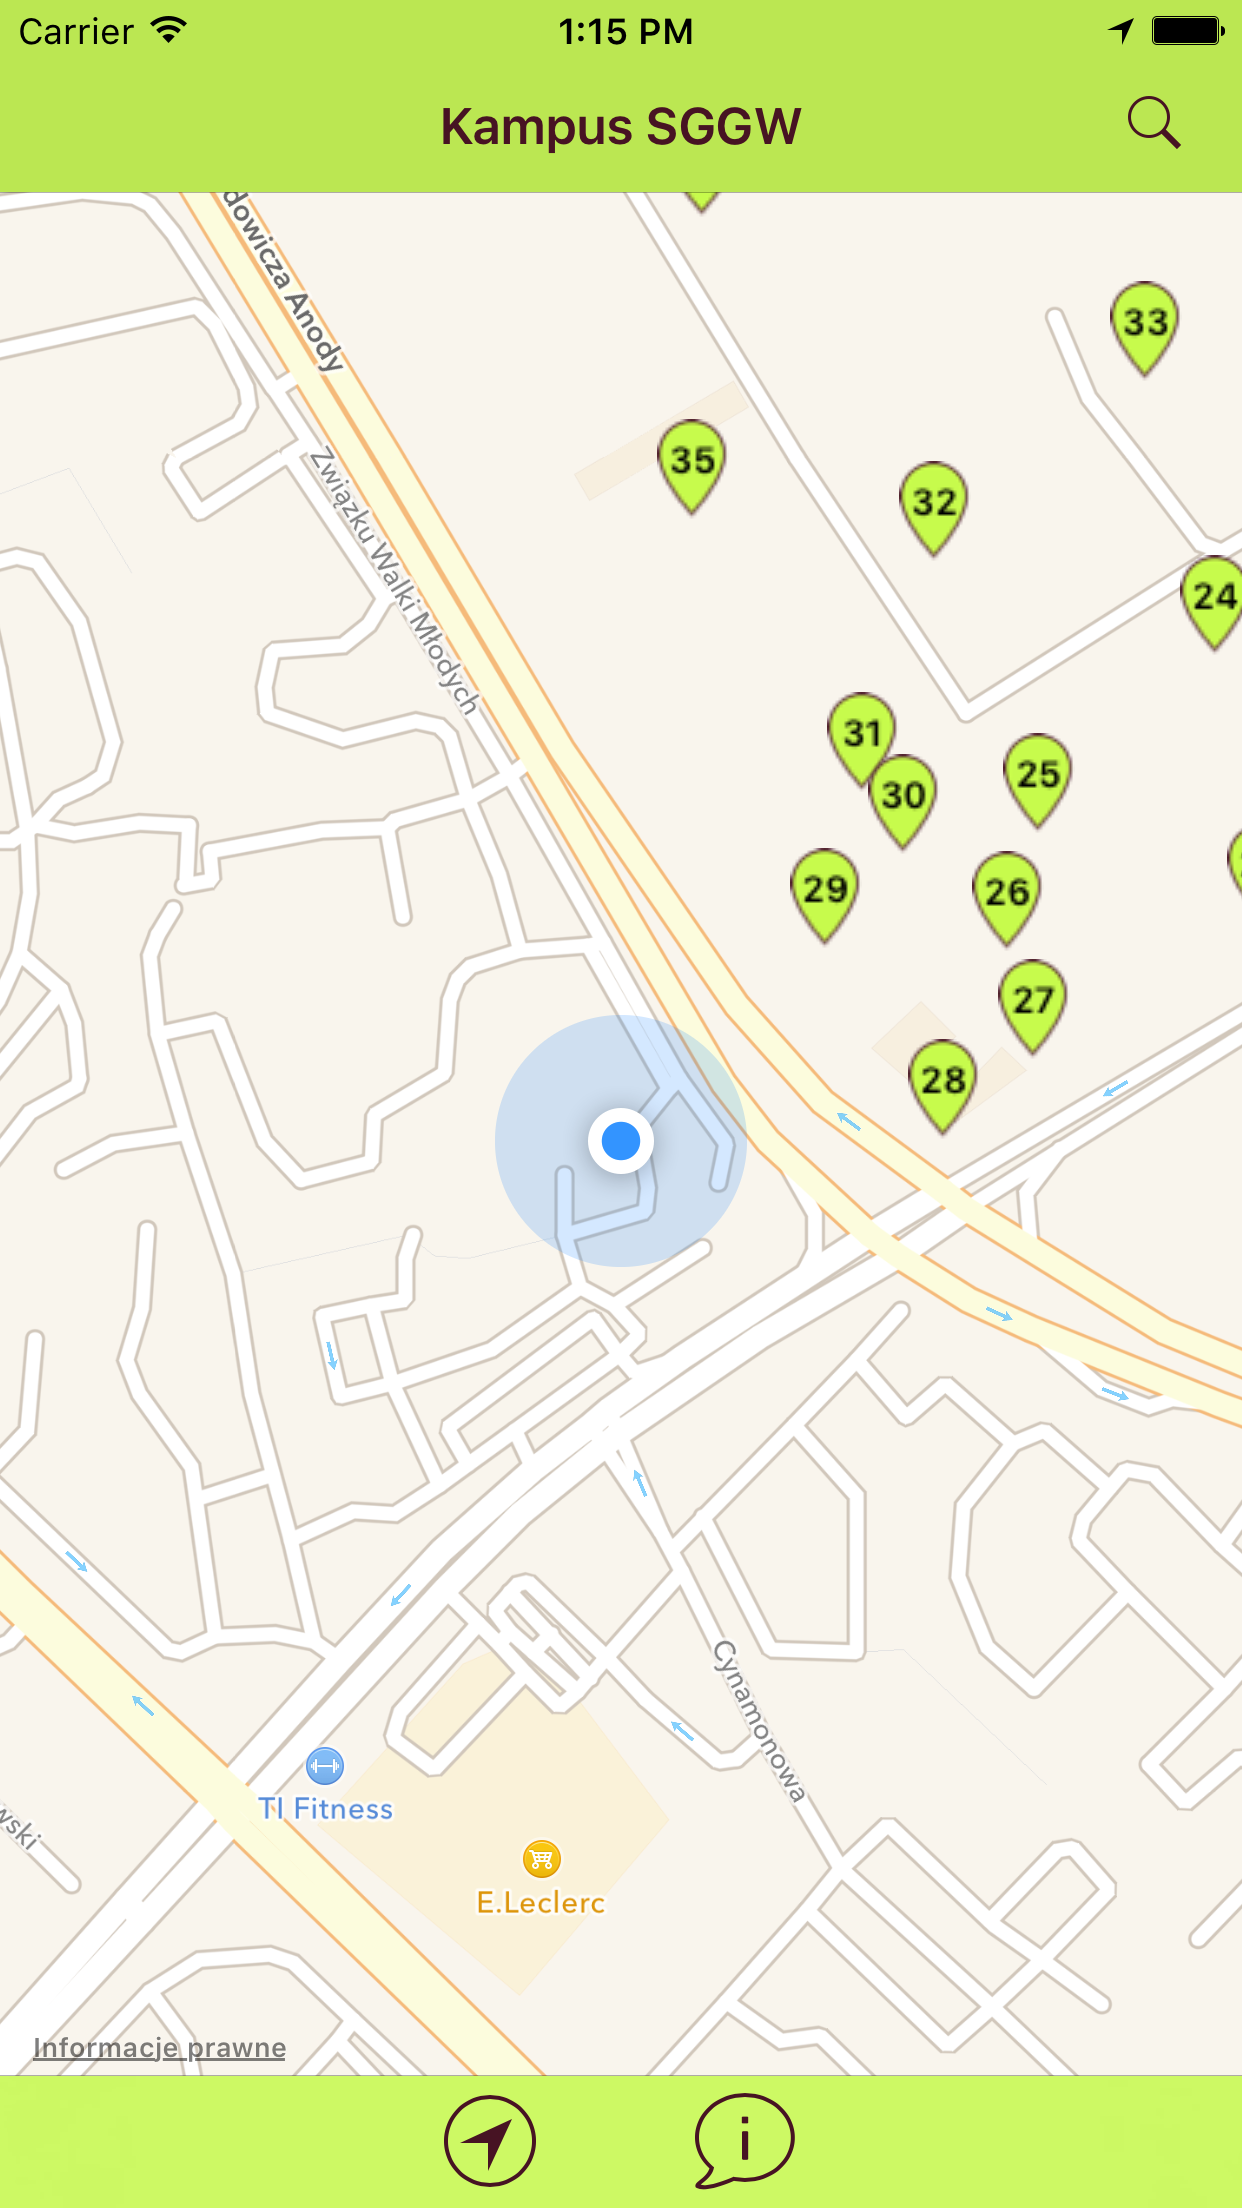 Carrier 1:15 PM
Kampus SGGW
dowicza Anody
33
35
32
Związku Walki Młodych
24
31
25
30
29
26
27
28
Cynamonowa
TI Fitness
wski
E.Leclerc
Informacje prawne
i